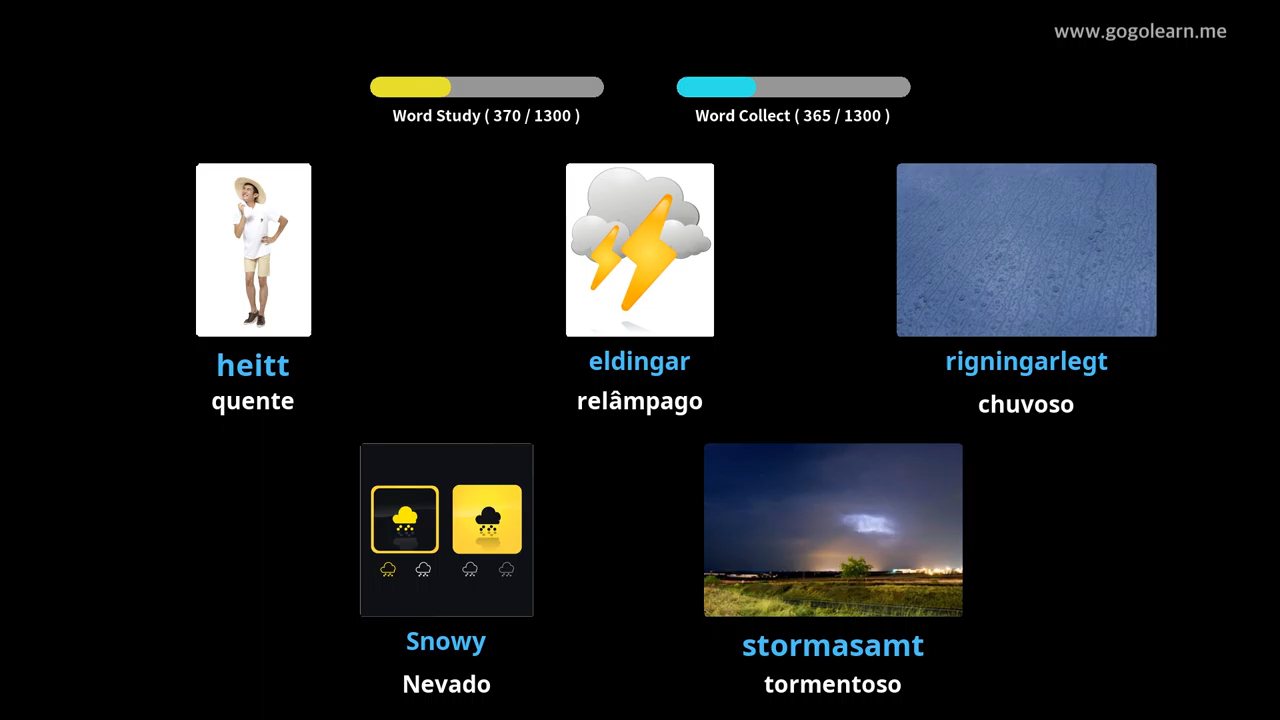 www.gogolearn.me
Word Study ( 370 / 1300 )
Word Collect ( 365 / 1300 )
heitt
quente
eldingar
relâmpago
rigningarlegt
chuvoso
Snowy
Nevado
stormasamt
tormentoso